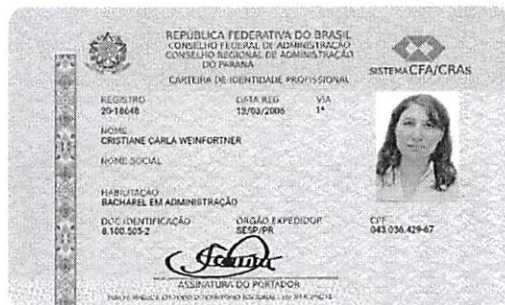 REPÚBLICA FEDERATIVA DO BRASIL
CONSELHO FEDERAL DE ADMINISTRAÇÃO
CONSELHO REGIONAL DE ADMINISTRAÇÃO
DO PARANÁ
CARTEIRA DE IDENTIDADE PROFISSIONAL
SISTEMA CFA/CRAs
REGISTRO DATA REG VIA
20-18648 13/03/2006 1ª
NOME
CRISTIANE CARLA WEINFORTNER
NOME SOCIAL
HABILITAÇÃO
BACHAREL EM ADMINISTRAÇÃO
DOC IDENTIFICAÇÃO ORGÃO EXPEDIDOR CPF
8.100.505-2 SESP/PR 043.036.429-67
ASSINATURA DO PORTADOR